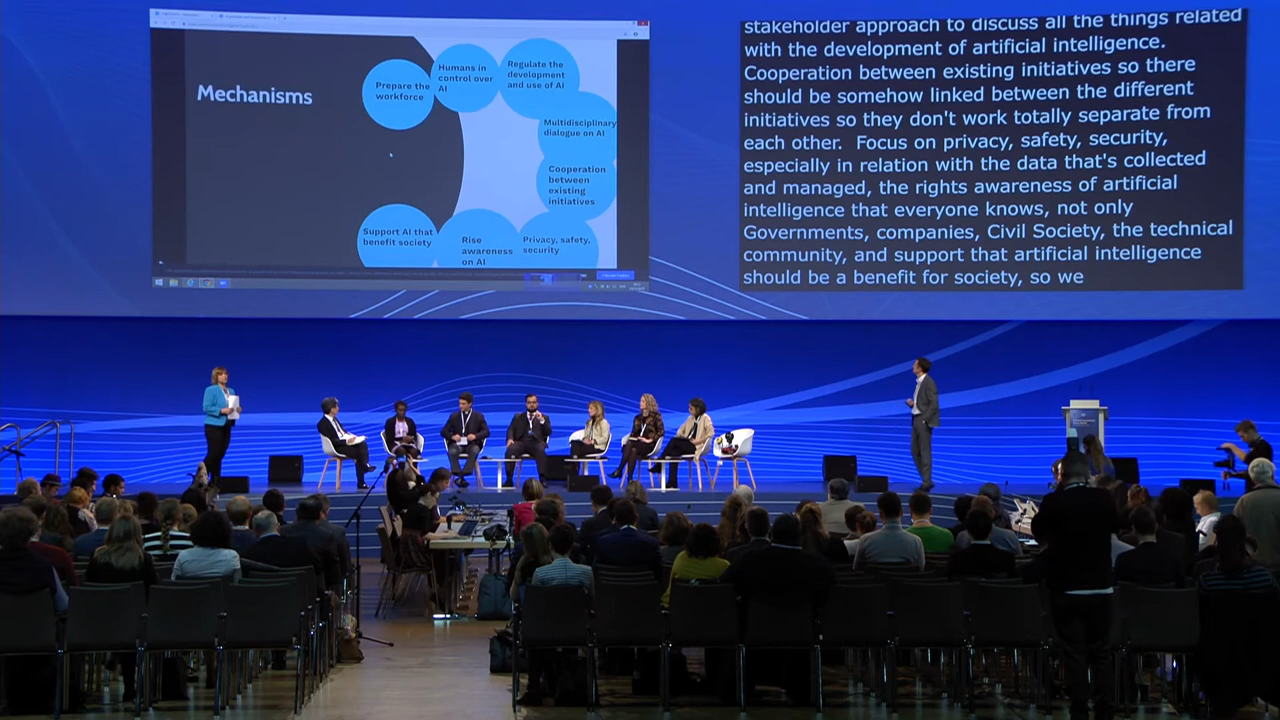 Mechanisms
Prepare the
workforce
Humans in
control over
AI
Regulate the
development
and use of AI
Multidisciplinary
dialogue on AI
Cooperation
between
existing
initiatives
Privacy, safety,
security
Rise
awareness
on AI
Support AI that
benefit society
stakeholder approach to discuss all the things related
with the development of artificial intelligence.
Cooperation between existing initiatives so there
should be somehow linked between the different
initiatives so they don't work totally separate from
each other. Focus on privacy, safety, security,
especially in relation with the data that's collected
and managed, the rights awareness of artificial
intelligence that everyone knows, not only
Governments, companies, Civil Society, the technical
community, and support that artificial intelligence
should be a benefit for society, so we